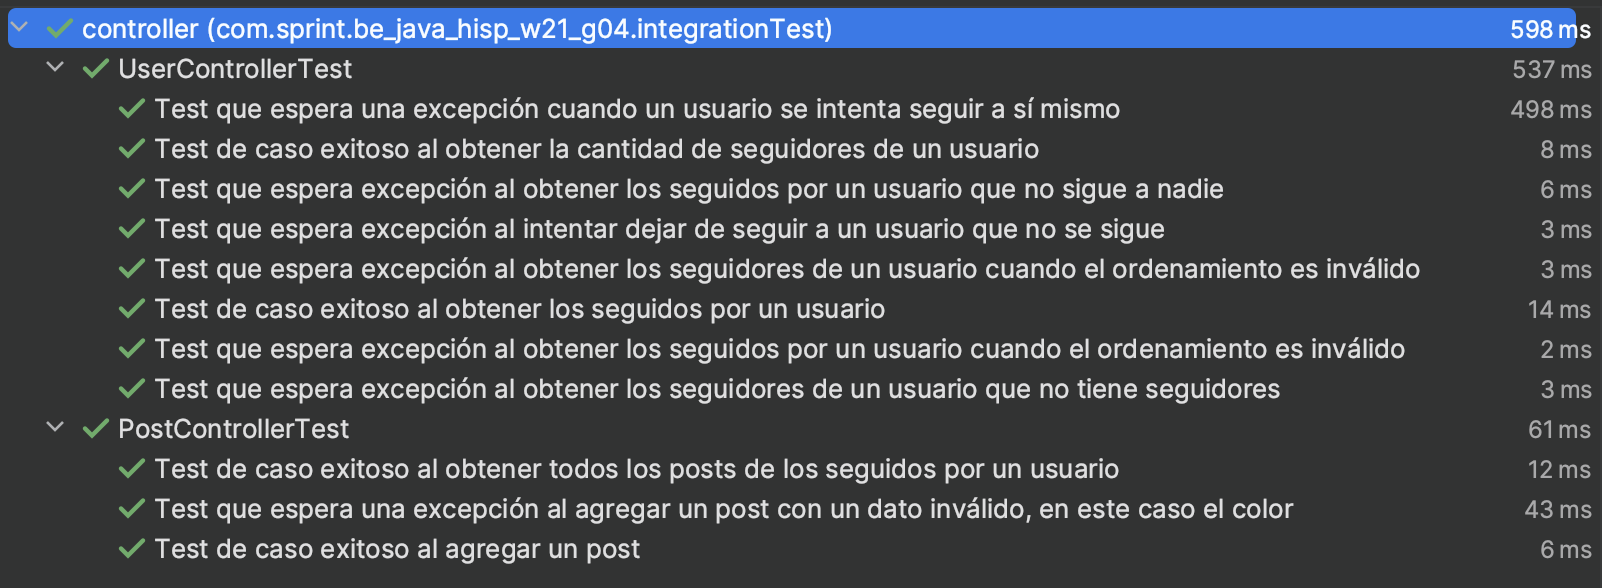 controller (com.sprint.be_java_hisp_w21_g04.integrationTest) 598 ms
UserControllerTest 537 ms
Test que espera una excepción cuando un usuario se intenta seguir a sí mismo 498 ms
Test de caso exitoso al obtener la cantidad de seguidores de un usuario 8 ms
Test que espera excepción al obtener los seguidos por un usuario que no sigue a nadie 6 ms
Test que espera excepción al intentar dejar de seguir a un usuario que no se sigue 3 ms
Test que espera excepción al obtener los seguidores de un usuario cuando el ordenamiento es inválido 3 ms
Test de caso exitoso al obtener los seguidos por un usuario 14 ms
Test que espera excepción al obtener los seguidos por un usuario cuando el ordenamiento es inválido 2 ms
Test que espera excepción al obtener los seguidores de un usuario que no tiene seguidores 3 ms
PostControllerTest 61 ms
Test de caso exitoso al obtener todos los posts de los seguidos por un usuario 12 ms
Test que espera una excepción al agregar un post con un dato inválido, en este caso el color 43 ms
Test de caso exitoso al agregar un post 6 ms